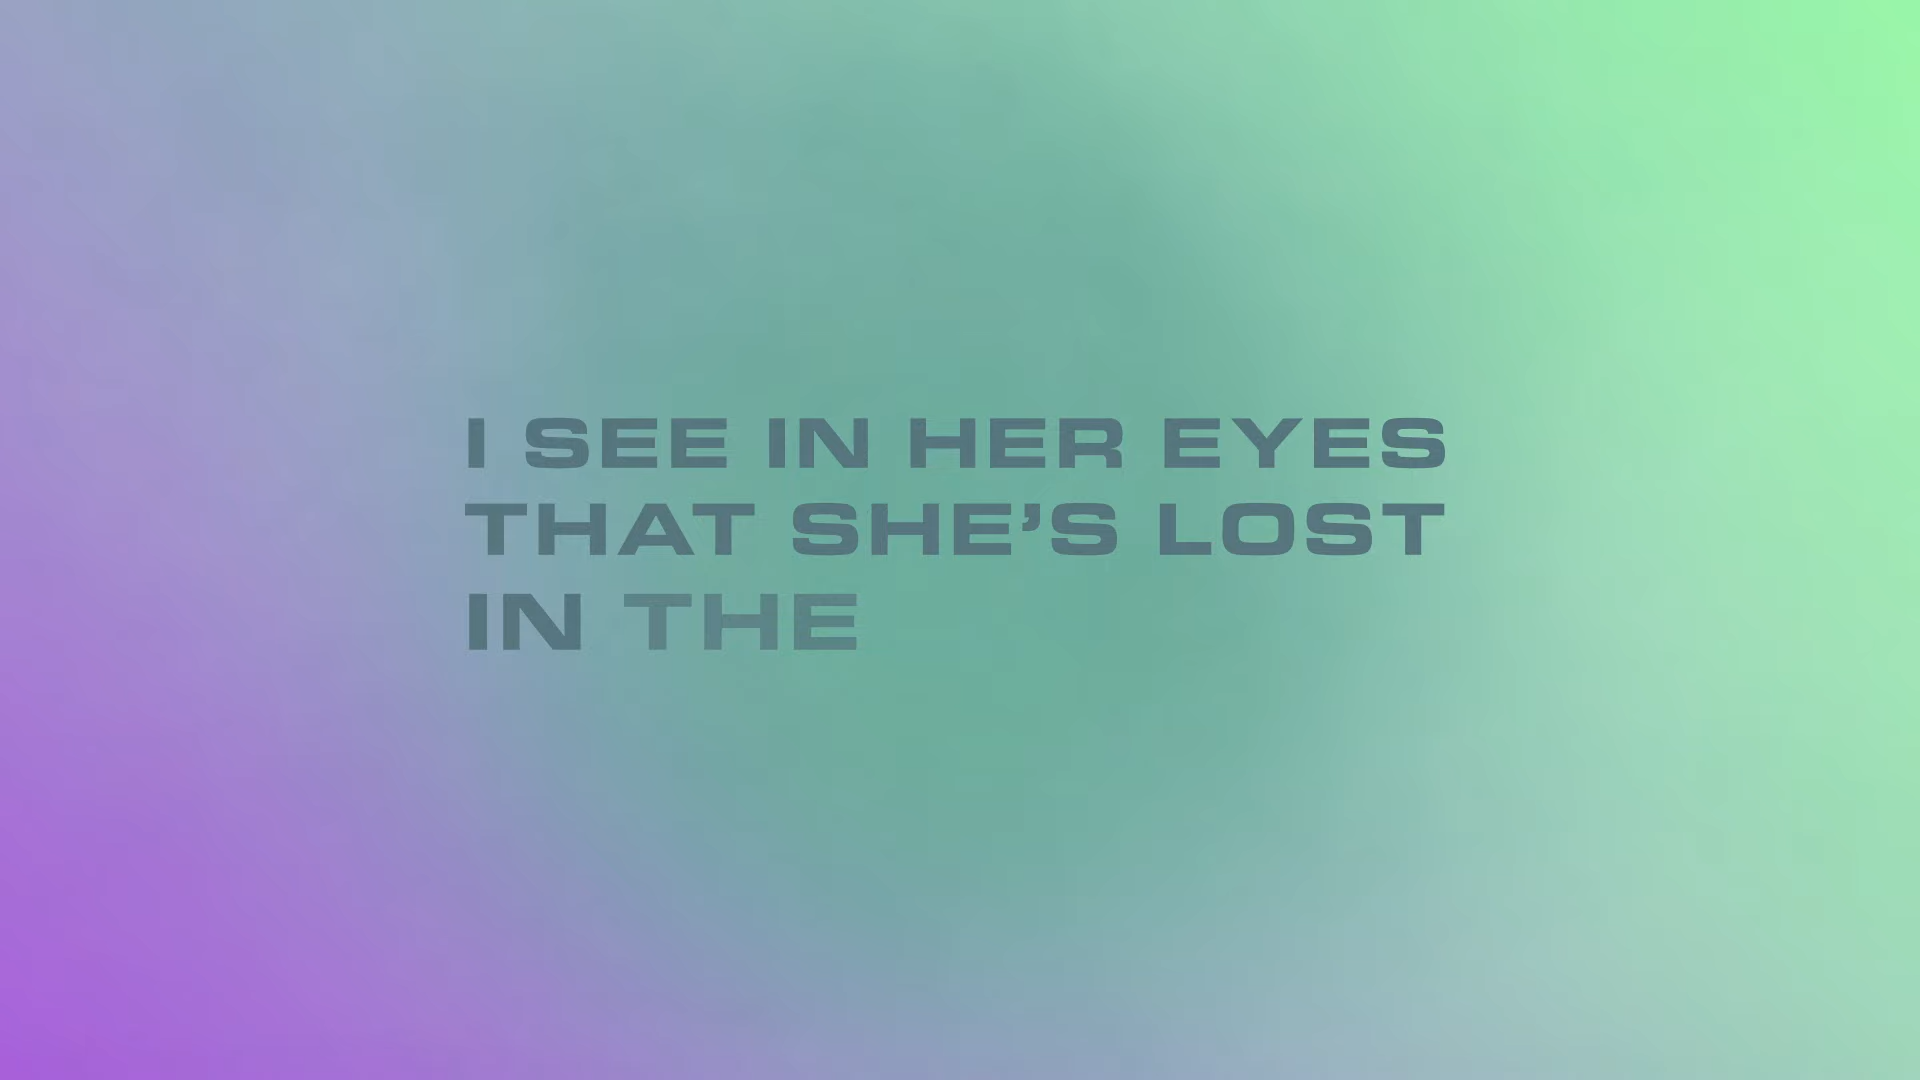 I SEE IN HER EYES
THAT SHE’S LOST
IN THE